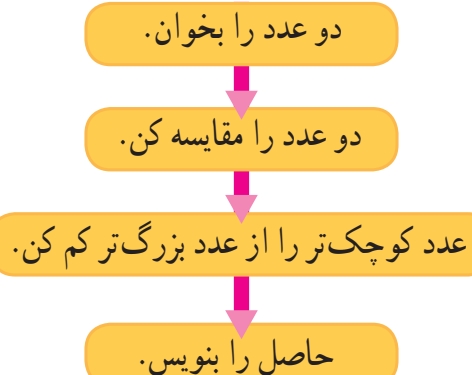 دو عدد را بخوان.
دو عدد را مقایسه کن.
عدد کوچک‌تر را از عدد بزرگ‌تر کم کن.
حاصل را بنویس.